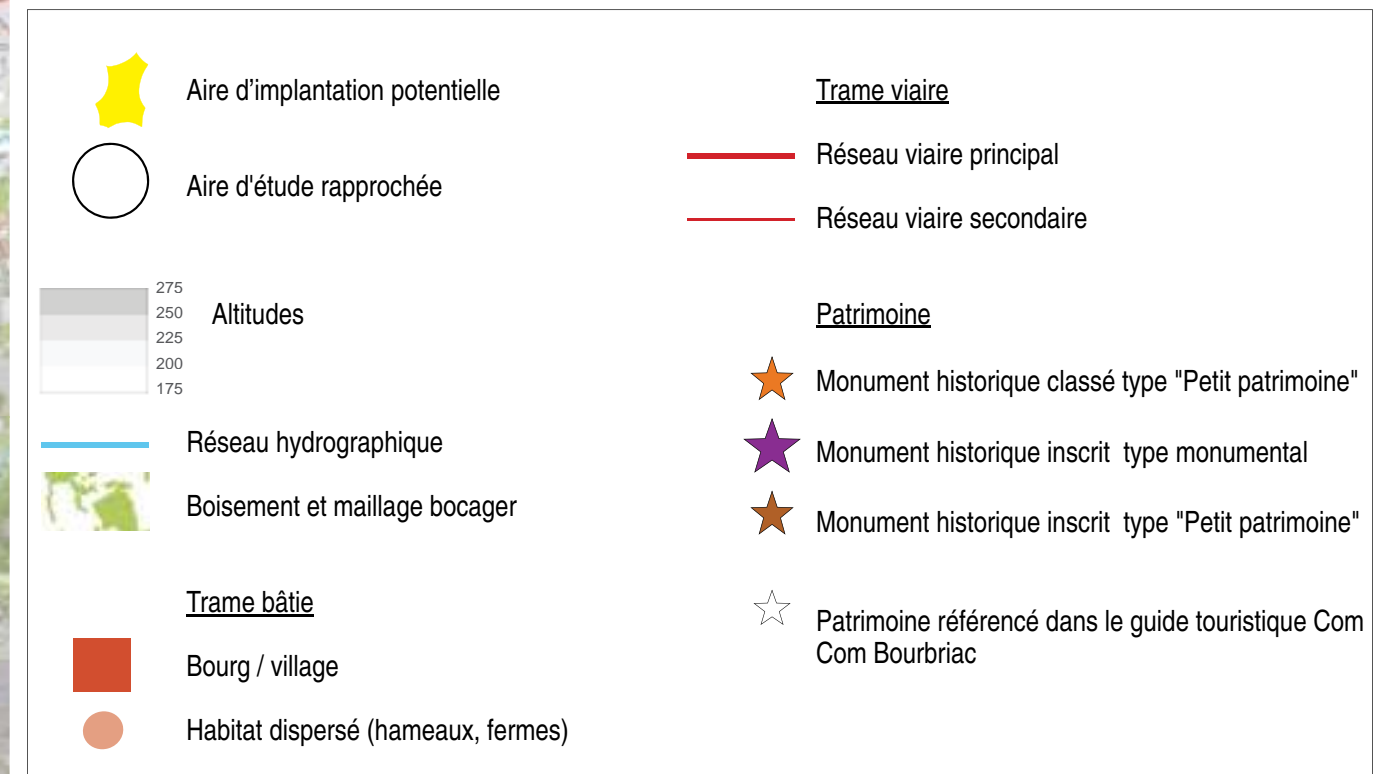 Aire d’implantation potentielle
Aire d'étude rapprochée
275
250
225
200
175
Altitudes
Réseau hydrographique
Boisement et maillage bocager
Trame bâtie
Bourg / village
Habitat dispersé (hameaux, fermes)
Trame viaire
Réseau viaire principal
Réseau viaire secondaire
Patrimoine
Monument historique classé type "Petit patrimoine"
Monument historique inscrit type monumental
Monument historique inscrit type "Petit patrimoine"
Patrimoine référencé dans le guide touristique Com
Com Bourbriac